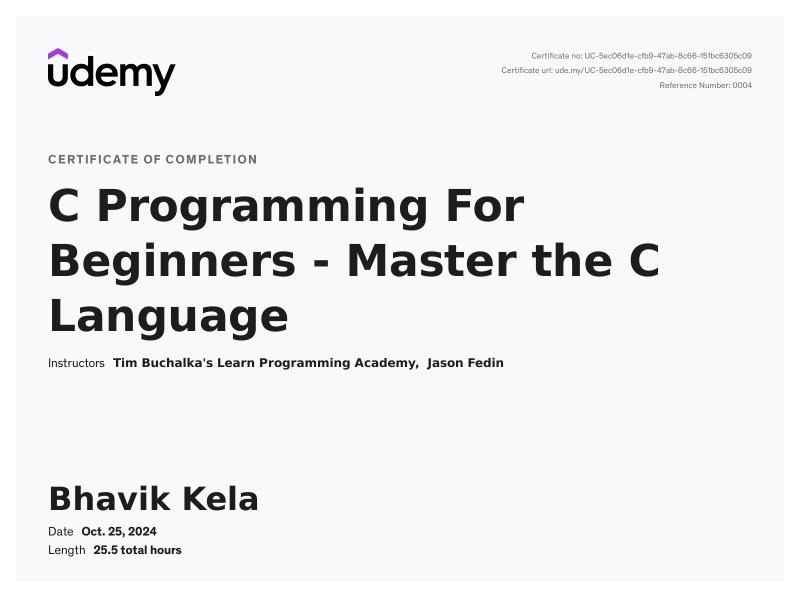 udemy
Certificate no: UC-5ec06d1e-cfb9-47ab-8c66-151bc6305c09
Certificate url: ude.my/UC-5ec06d1e-cfb9-47ab-8c66-151bc6305c09
Reference Number: 0004
CERTIFICATE OF COMPLETION
C Programming For
Beginners - Master the C
Language
Instructors Tim Buchalka's Learn Programming Academy, Jason Fedin
Bhavik Kela
Date Oct. 25, 2024
Length 25.5 total hours